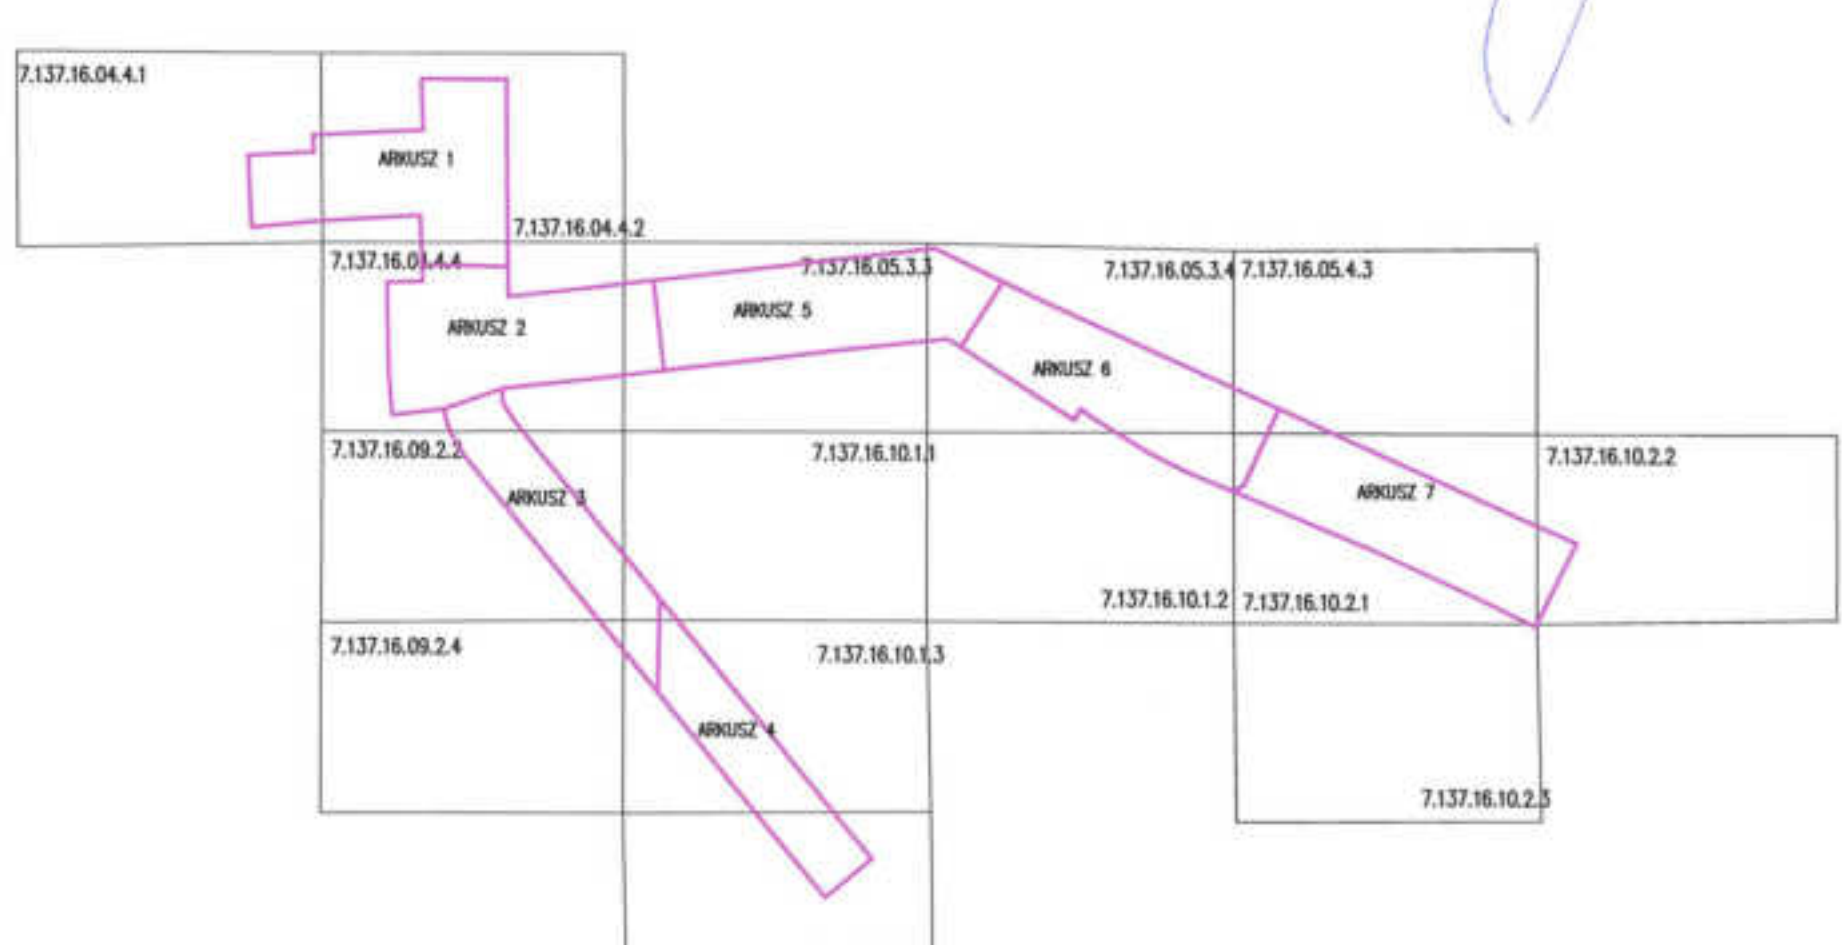 7.137.16.04.4.1
ARKUSZ 1
7.137.16.04.4.2
7.137.16.04.4.4
7.137.16.05.3.3
7.137.16.05.3.4
7.137.16.05.4.3
ARKUSZ 5
ARKUSZ 2
ARKUSZ 6
7.137.16.09.2.2
7.137.16.10.1.1
7.137.16.10.2.2
ARKUSZ 3
ARKUSZ 7
7.137.16.10.1.2
7.137.16.10.2.1
7.137.16.09.2.4
7.137.16.10.1.3
ARKUSZ 4
7.137.16.10.2.3